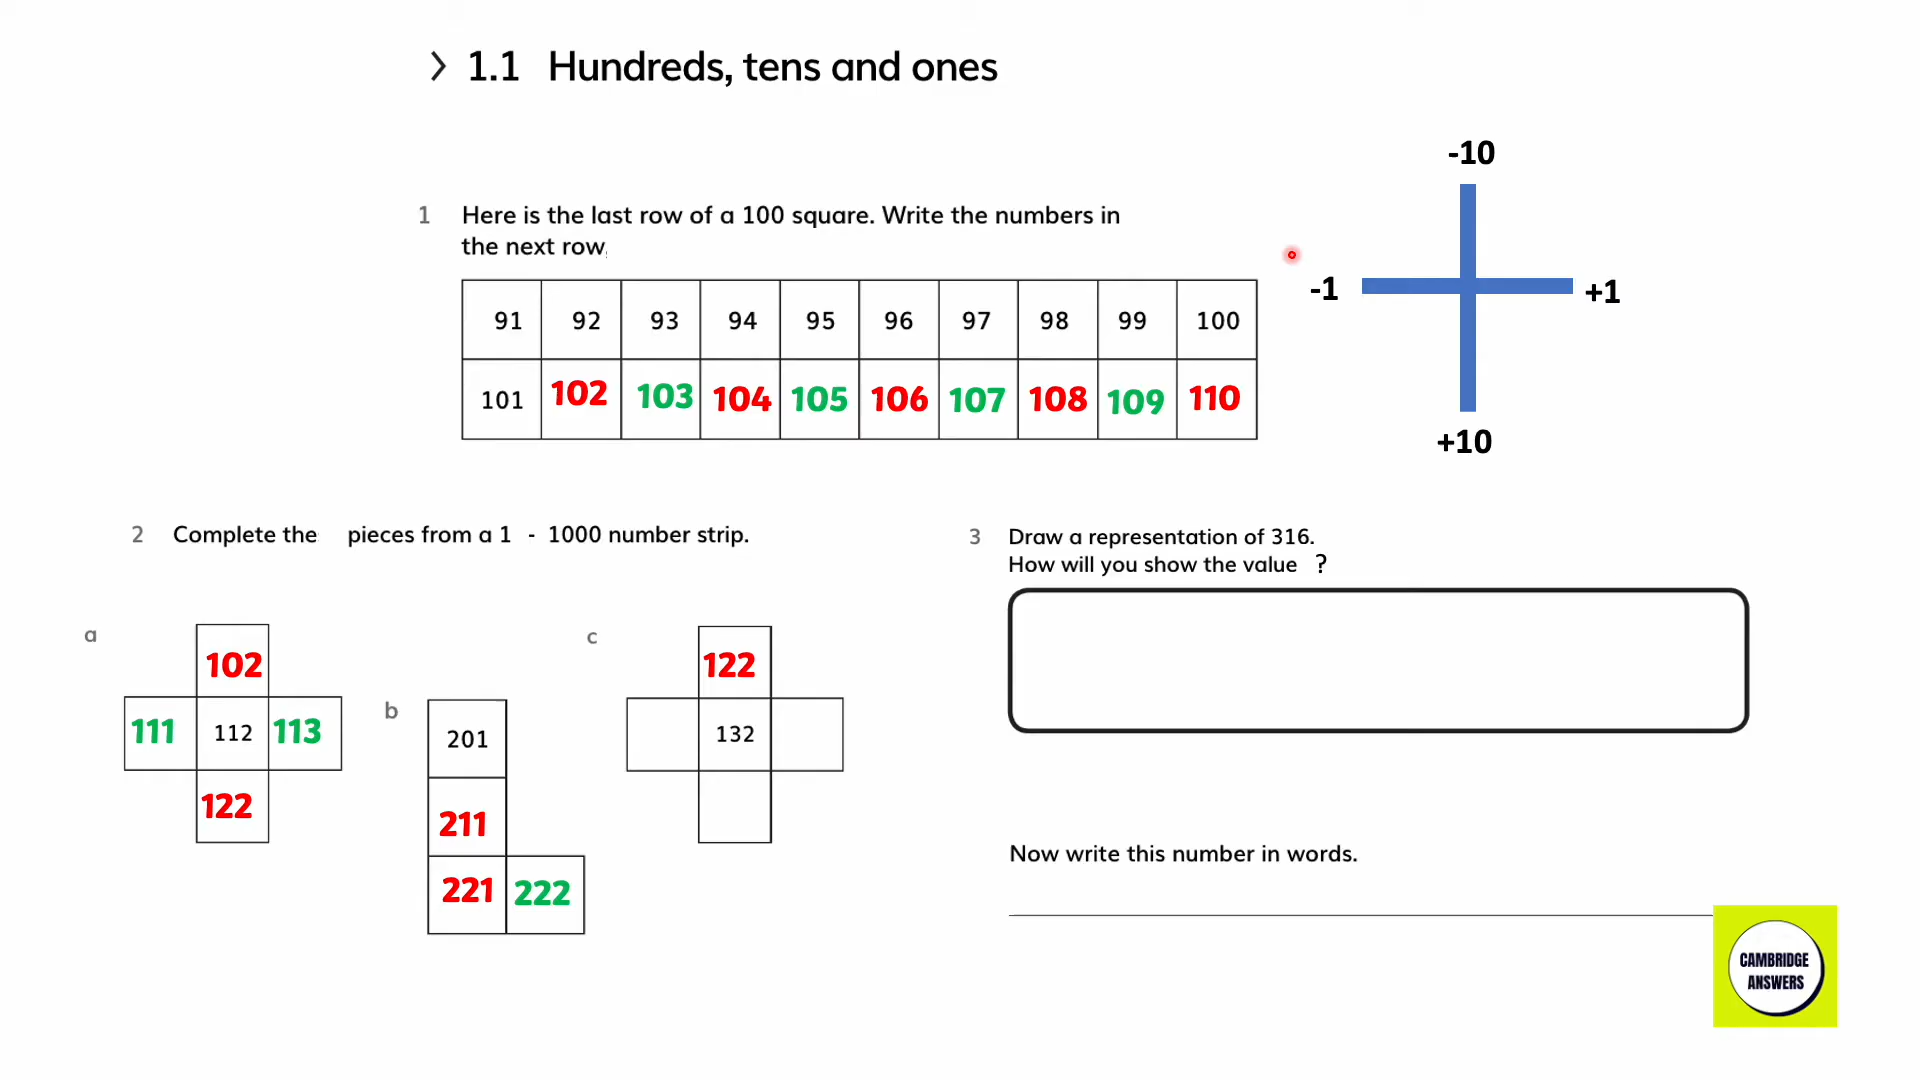 > 1.1 Hundreds, tens and ones
-10
1 Here is the last row of a 100 square. Write the numbers in
the next row
-1 +1
91 92 93 94 95 96 97 98 99 100
101 102 103 104 105 106 107 108 109 110
+10
2 Complete the pieces from a 1 - 1000 number strip.
a
102
111 112 113
122
b
201
211
221 222
c
122
132
3 Draw a representation of 316.
How will you show the value ?
Now write this number in words.
CAMBRIDGE
ANSWERS